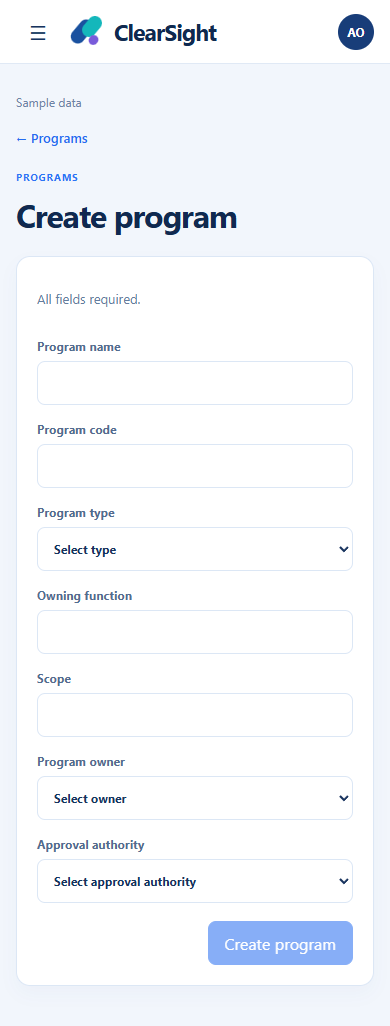 ☰ ClearSight AO
Sample data
← Programs
PROGRAMS
Create program
All fields required.
Program name
Program code
Program type
Select type
Owning function
Scope
Program owner
Select owner
Approval authority
Select approval authority
Create program